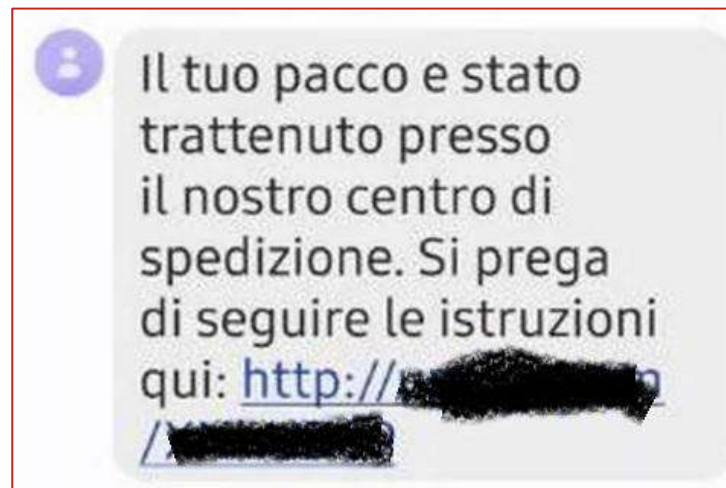 Il tuo pacco e stato
trattenuto presso
il nostro centro di
spedizione. Si prega
di seguire le istruzioni
qui: http://